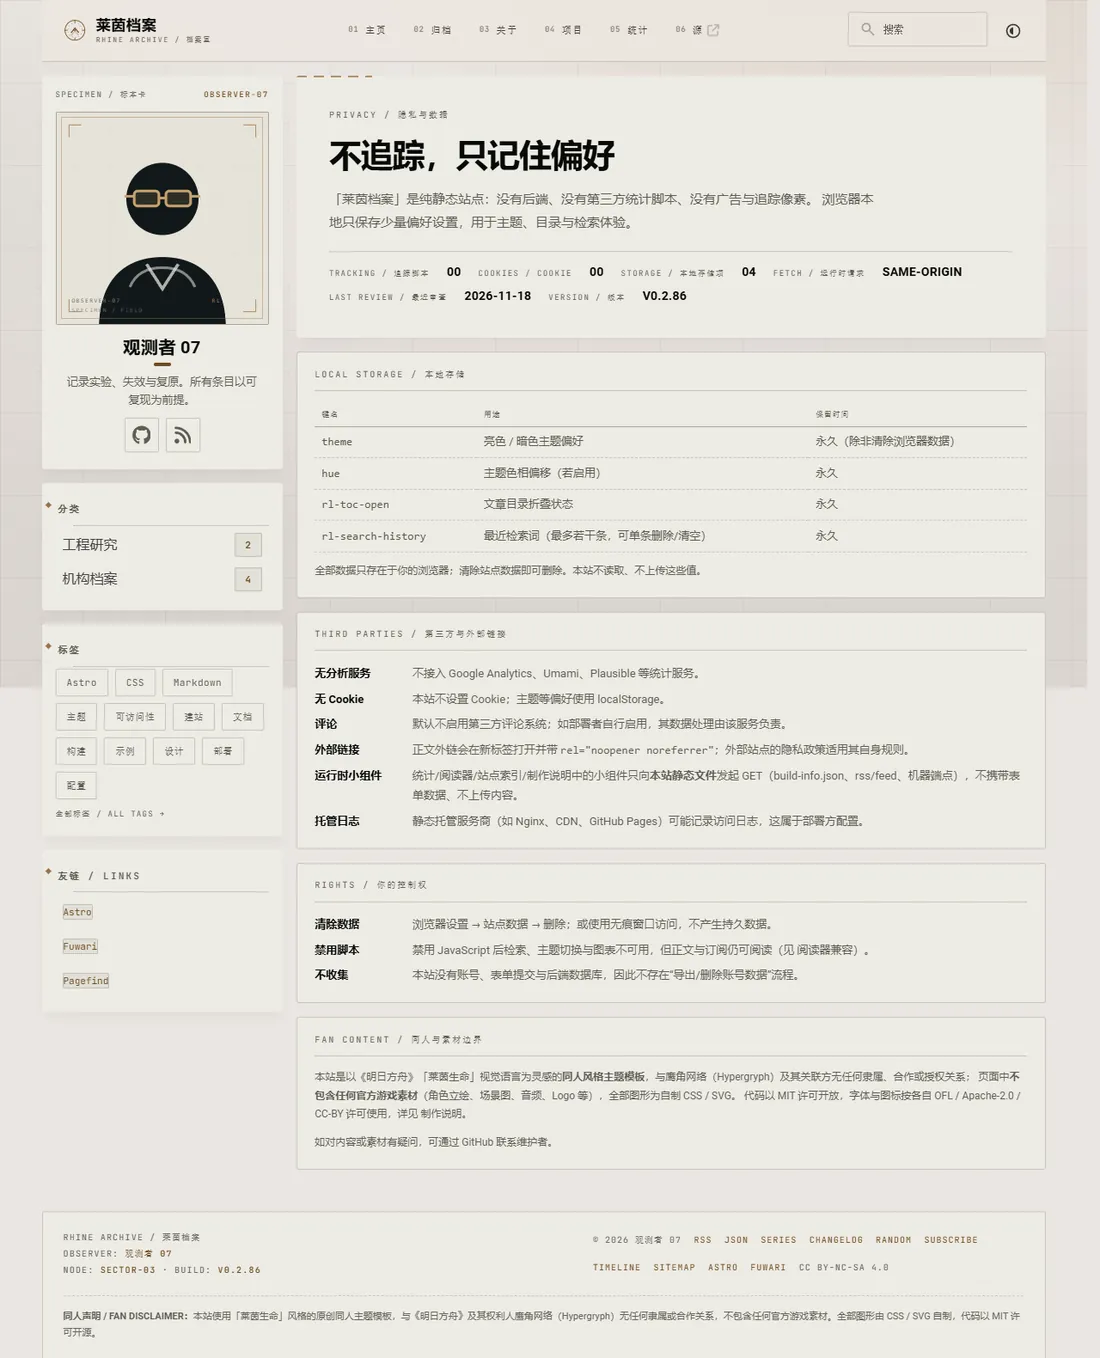 莱茵档案
RHINE ARCHIVE / 档案室
01 主页
02 归档
03 关于
04 项目
05 统计
06 源
搜索
SPECIMEN / 标本卡
OBSERVER-07
OBSERVER-07
RL
SPECIMEN / FIELD
观测者 07
记录实验、失效与复原。所有条目以可
复现为前提。
分类
工程研究 2
机构档案 4
标签
Astro CSS Markdown
主题 可访问性 建站 文档
构建 示例 设计 部署
配置
全部标签 / ALL TAGS +
友链 / LINKS
Astro
Fuwari
Pagefind
PRIVACY / 隐私与数据
不追踪，只记住偏好
「莱茵档案」是纯静态站点：没有后端、没有第三方统计脚本、没有广告与追踪像素。 浏览器本
地只保存少量偏好设置，用于主题、目录与检索体验。
TRACKING / 追踪脚本 00 COOKIES / COOKIE 00 STORAGE / 本地存储项 04 FETCH / 运行时请求 SAME-ORIGIN
LAST REVIEW / 最近审查 2026-11-18 VERSION / 版本 V0.2.86
LOCAL STORAGE / 本地存储
键名 用途 保留时间
theme 亮色 / 暗色主题偏好 永久（除非清除浏览器数据）
hue 主题色相偏移（若启用） 永久
rl-toc-open 文章目录折叠状态 永久
rl-search-history 最近检索词（最多若干条，可单条删除/清空） 永久
全部数据只存在于你的浏览器；清除站点数据即可删除。本站不读取、不上传这些值。
THIRD PARTIES / 第三方与外部链接
无分析服务 不接入 Google Analytics、Umami、Plausible 等统计服务。
无 Cookie 本站不设置 Cookie；主题等偏好使用 localStorage。
评论 默认不启用第三方评论系统；如部署者自行启用，其数据处理由该服务负责。
外部链接 正文外链会在新标签打开并带 rel="noopener noreferrer"；外部站点的隐私政策适用其自身规则。
运行时小组件 统计/阅读器/站点索引/制作说明中的小组件只向本站静态文件发起 GET（build-info.json、rss/feed、机器端点），不携带表
单数据、不上传内容。
托管日志 静态托管服务商（如 Nginx、CDN、GitHub Pages）可能记录访问日志，这属于部署方配置。
RIGHTS / 你的控制权
清除数据 浏览器设置 → 站点数据 → 删除；或使用无痕窗口访问，不产生持久数据。
禁用脚本 禁用 JavaScript 后检索、主题切换与图表不可用，但正文与订阅仍可阅读（见 阅读器兼容）。
不收集 本站没有账号、表单提交与后端数据库，因此不存在“导出/删除账号数据”流程。
FAN CONTENT / 同人与素材边界
本站是以《明日方舟》「莱茵生命」视觉语言为灵感的同人风格主题模板，与鹰角网络（Hypergryph）及其关联方无任何隶属、合作或授权关系； 页面中不
包含任何官方游戏素材（角色立绘、场景图、音频、Logo 等），全部图形为自制 CSS / SVG。 代码以 MIT 许可开放，字体与图标按各自 OFL / Apache-2.0 /
CC-BY 许可使用，详见 制作说明。
如对内容或素材有疑问，可通过 GitHub 联系维护者。
RHINE ARCHIVE / 莱茵档案
OBSERVER: 观测者 07
NODE: SECTOR-03 · BUILD: V0.2.86
© 2026 观测者 07 RSS JSON SERIES CHANGELOG RANDOM SUBSCRIBE
TIMELINE SITEMAP ASTRO FUWARI CC BY-NC-SA 4.0
同人声明 / FAN DISCLAIMER：本站使用「莱茵生命」风格的原创同人主题模板，与《明日方舟》及其权利人鹰角网络（Hypergryph）无任何隶属或合作关系，不包含任何官方游戏素材。全部图形由 CSS / SVG 自制，代码以 MIT 许
可开源。